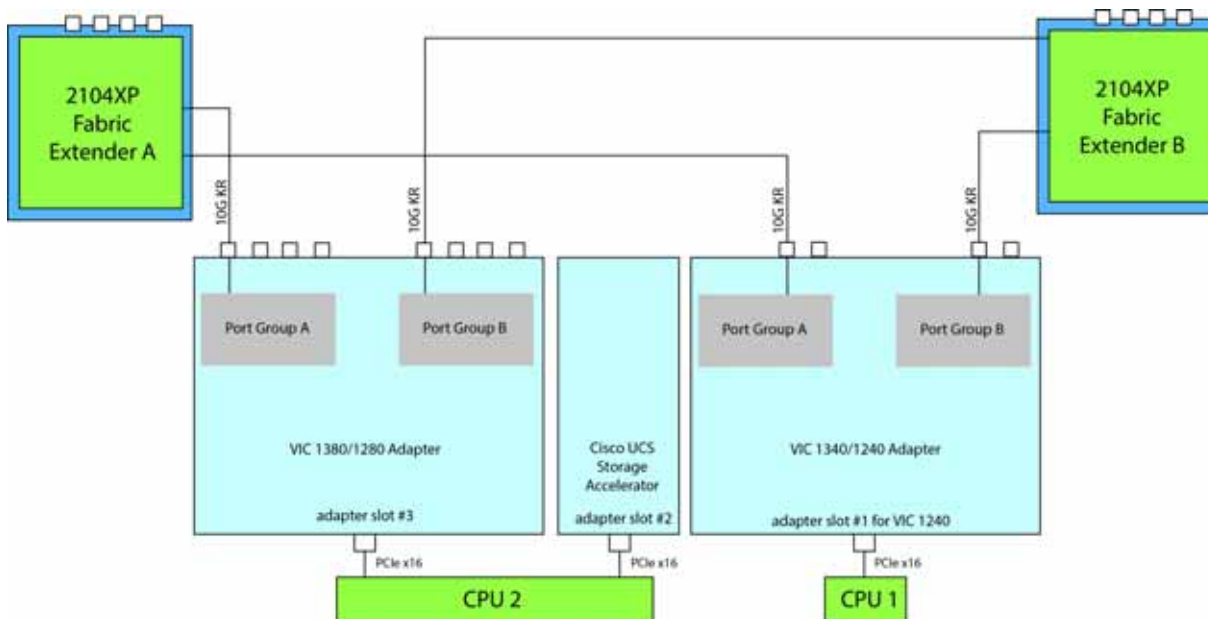 2104XP
Fabric
Extender A
2104XP
Fabric
Extender B
10G KR
10G KR
10G KR
10G KR
Port Group A
Port Group B
Port Group A
Port Group B
VIC 1380/1280 Adapter
Cisco UCS
Storage
Accelerator
VIC 1340/1240 Adapter
adapter slot #3
adapter slot #2
adapter slot #1 for VIC 1240
PCIe x16
PCIe x16
PCIe x16
CPU 2
CPU 1